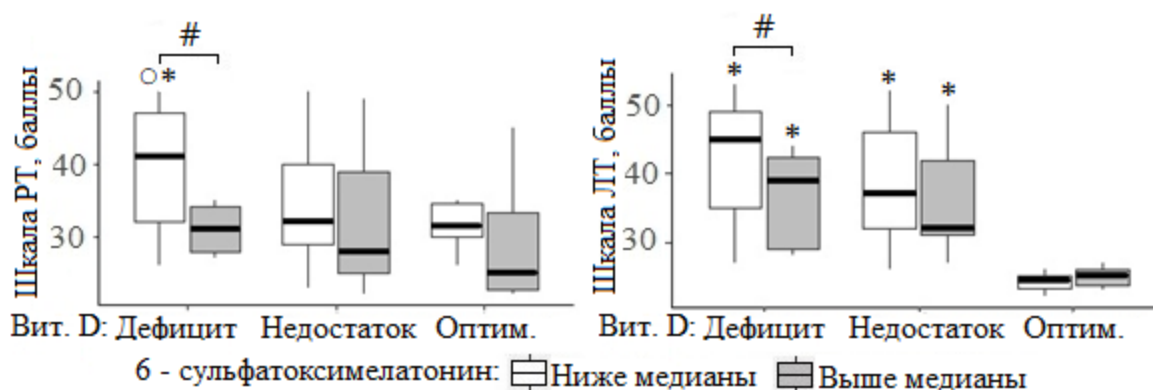 Шкала РТ, баллы
#
○ *
50
40
30
Вит. D: Дефицит Недостаток Оптим.
Шкала ЛТ, баллы
#
* * * *
50
40
30
Вит. D: Дефицит Недостаток Оптим.
6 - сульфатоксимелатонин: Ниже медианы Выше медианы